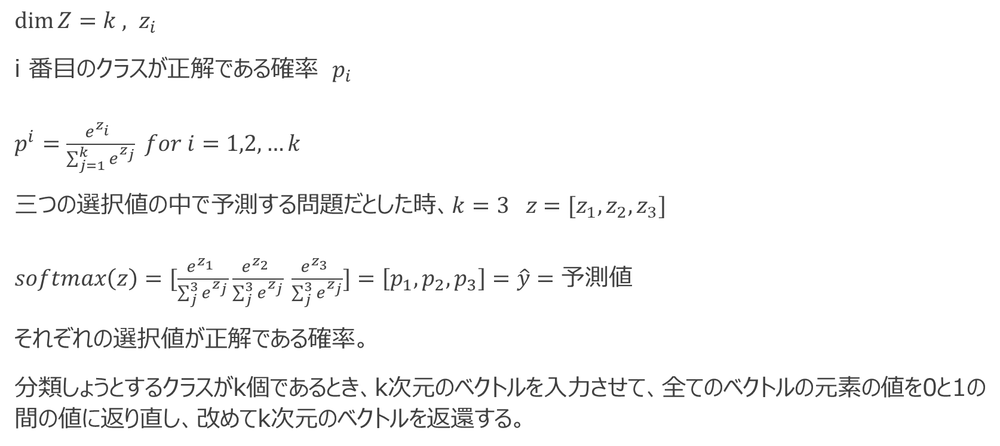 dim Z = k , z_i
i 番目のクラスが正解である確率 p_i
p^i = \frac{e^{z_i}}{\sum_{j=1}^{k} e^{z_j}} for i = 1,2, … k
三つの選択値の中で予測する問題だとした時、k = 3 z = [z_1, z_2, z_3]
softmax(z) = [\frac{e^{z_1}}{\sum_{j}^{3} e^{z_j}} \frac{e^{z_2}}{\sum_{j}^{3} e^{z_j}} \frac{e^{z_3}}{\sum_{j}^{3} e^{z_j}}] = [p_1, p_2, p_3] = \hat{y} = 予測値
それぞれの選択値が正解である確率。
分類しょうとするクラスがk個であるとき、k次元のベクトルを入力させて、全てのベクトルの元素の値を0と1の
間の値に返り直し、改めてk次元のベクトルを返還する。